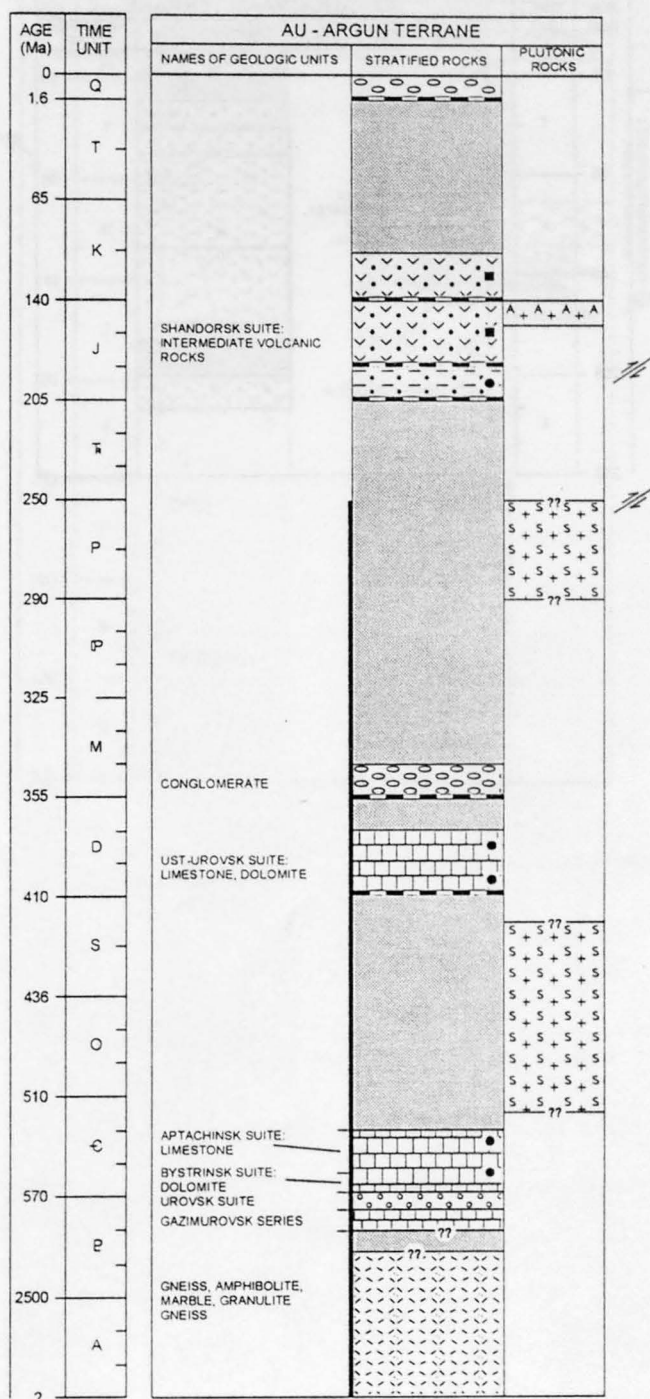 AGE (Ma)
TIME UNIT
AU - ARGUN TERRANE
NAMES OF GEOLOGIC UNITS
STRATIFIED ROCKS
PLUTONIC ROCKS
0
Q
1.6
T
65
K
140
A A A A
SHANDORSK SUITE:
INTERMEDIATE VOLCANIC
ROCKS
J
205
250
??
S S S S
S S S S
S S S S
S S S S
S S S S
P
290
??
325
M
CONGLOMERATE
355
D
UST-UROVSK SUITE:
LIMESTONE, DOLOMITE
410
??
S S S S
S S S S
S S S S
S S S S
S S S S
S S S S
S S S S
S S S S
S S S S
S
436
O
510
??
APTACHINSK SUITE:
LIMESTONE
Є
BYSTRINSK SUITE:
DOLOMITE
UROVSK SUITE
570
GAZIMUROVSK SERIES
??
??
GNEISS, AMPHIBOLITE,
MARBLE, GRANULITE
GNEISS
2500
A
?